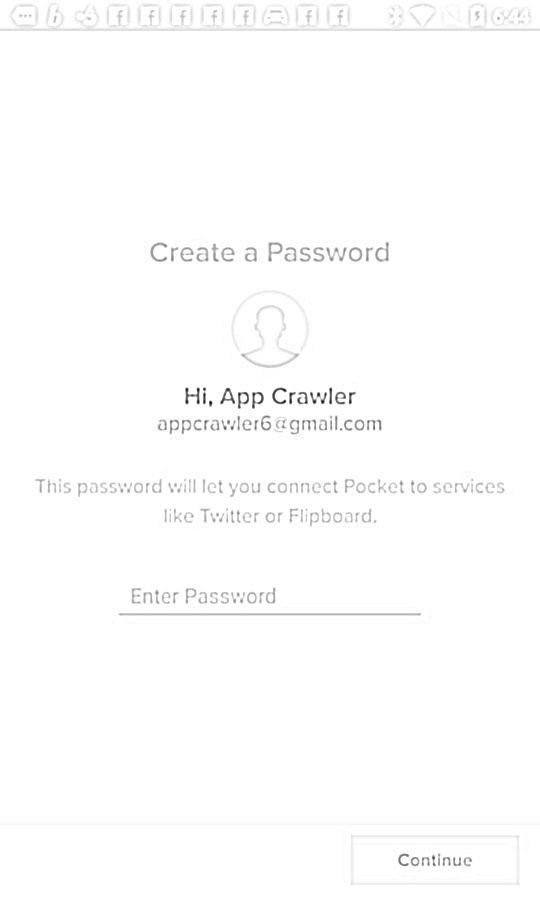 6:44
Create a Password
Hi, App Crawler
appcrawler6@gmail.com
This password will let you connect Pocket to services
like Twitter or Flipboard.
Enter Password
Continue